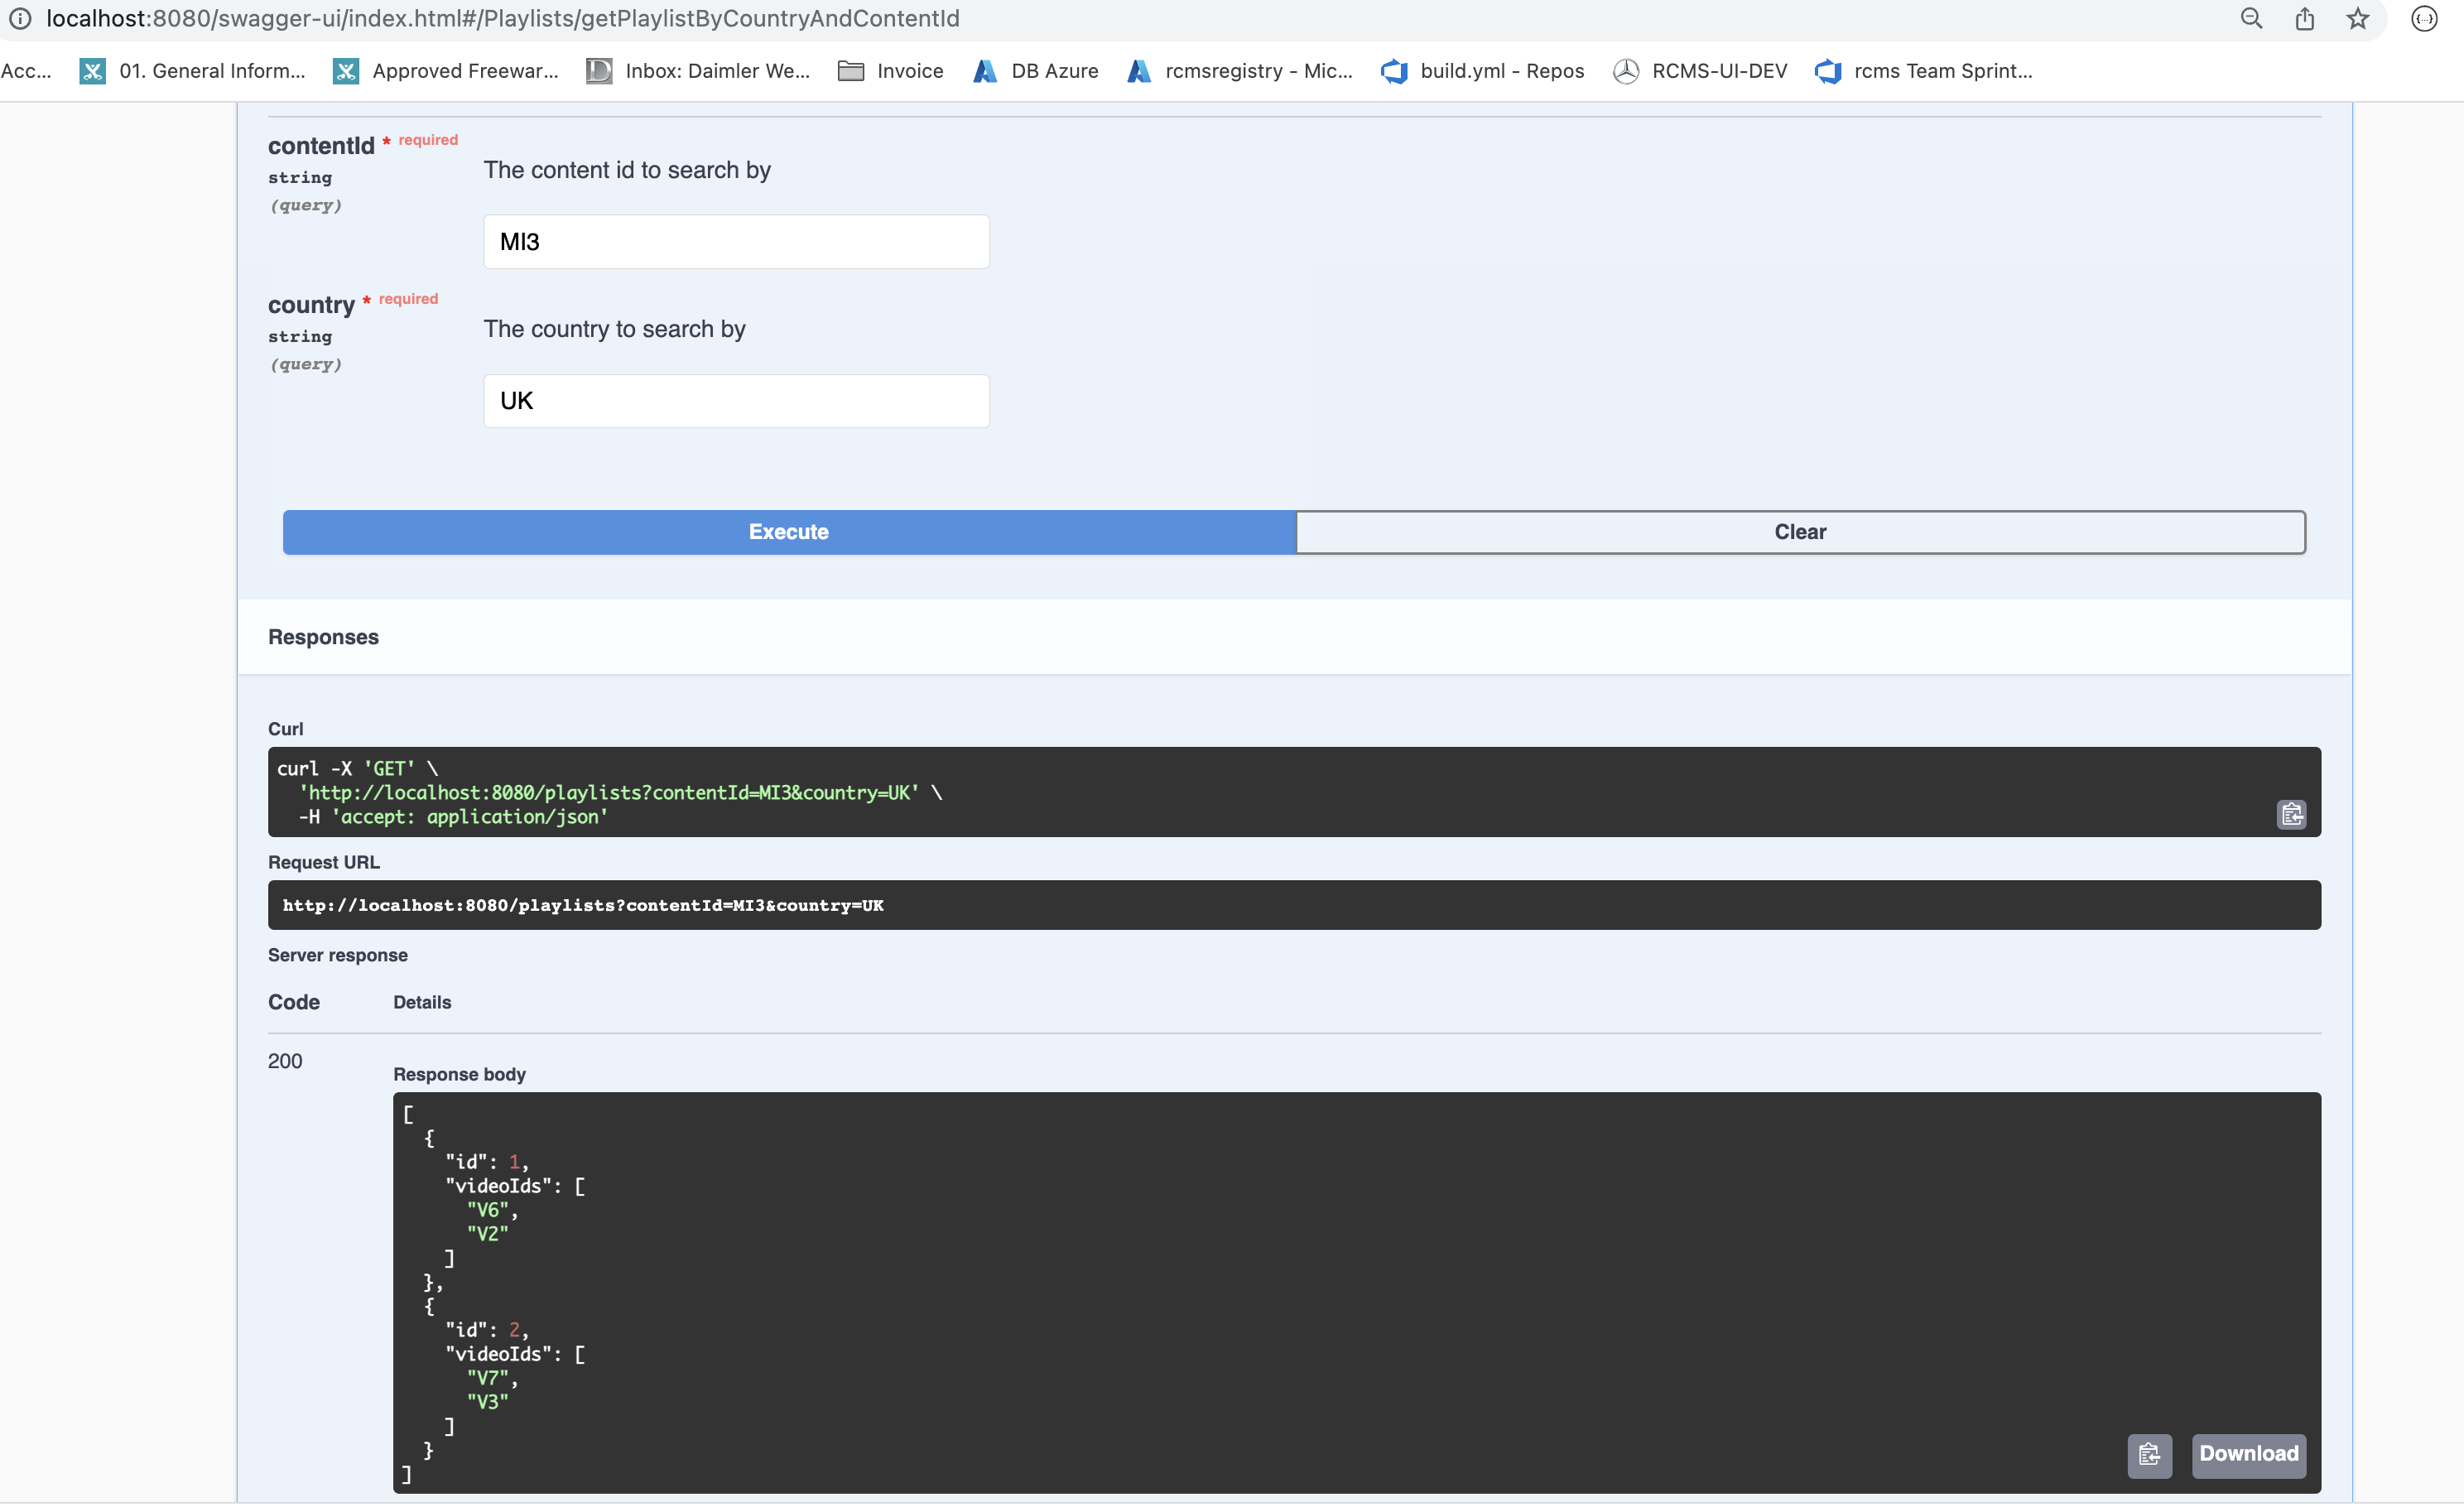 localhost:8080/swagger-ui/index.html#/Playlists/getPlaylistByCountryAndContentId
Acc... 01. General Inform... Approved Freewar... Inbox: Daimler We... Invoice DB Azure rcmsregistry - Mic... build.yml - Repos RCMS-UI-DEV rcms Team Sprint...
contentId * required
string
(query)
The content id to search by
MI3
country * required
string
(query)
The country to search by
UK
Execute Clear
Responses
Curl
curl -X 'GET' \
  'http://localhost:8080/playlists?contentId=MI3&country=UK' \
  -H 'accept: application/json'
Request URL
http://localhost:8080/playlists?contentId=MI3&country=UK
Server response
Code Details
200
Response body
[
  {
    "id": 1,
    "videoIds": [
      "V6",
      "V2"
    ]
  },
  {
    "id": 2,
    "videoIds": [
      "V7",
      "V3"
    ]
  }
]
Download